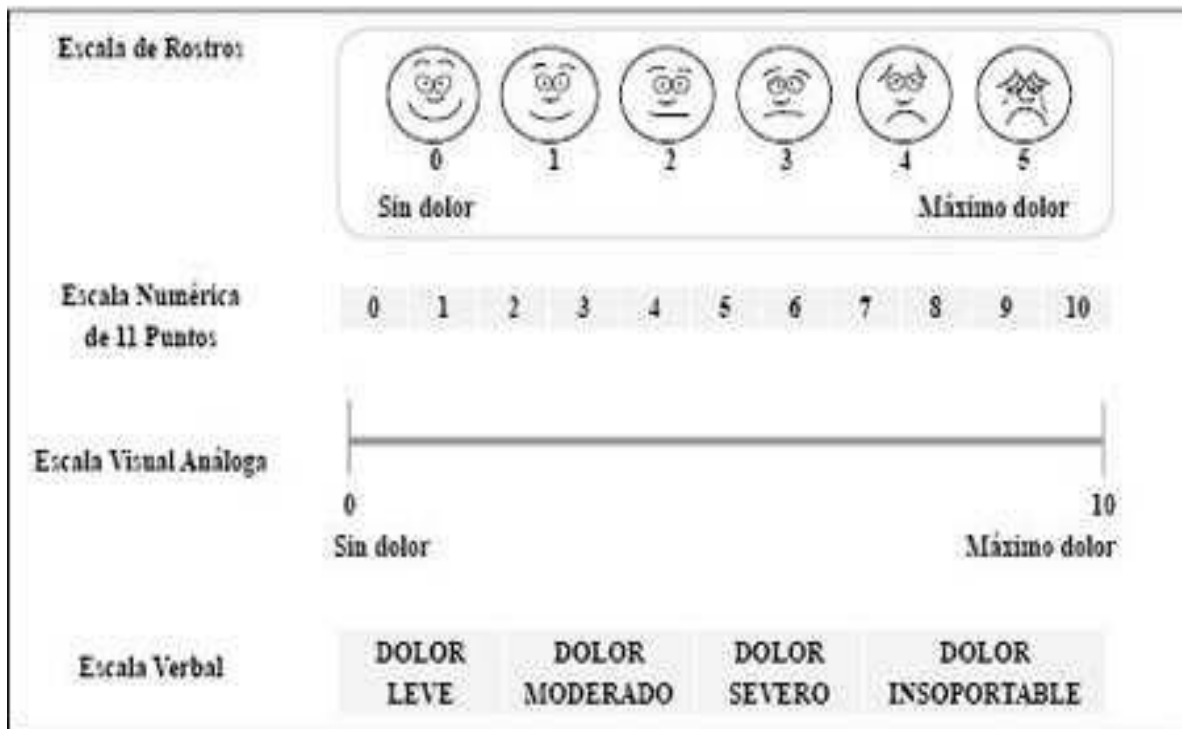 Escala de Rostros
0 1 2 3 4 5
Sin dolor Máximo dolor
Escala Numérica
de 11 Puntos
0 1 2 3 4 5 6 7 8 9 10
Escala Visual Análoga
0 10
Sin dolor Máximo dolor
Escala Verbal
DOLOR LEVE
DOLOR MODERADO
DOLOR SEVERO
DOLOR INSOPORTABLE